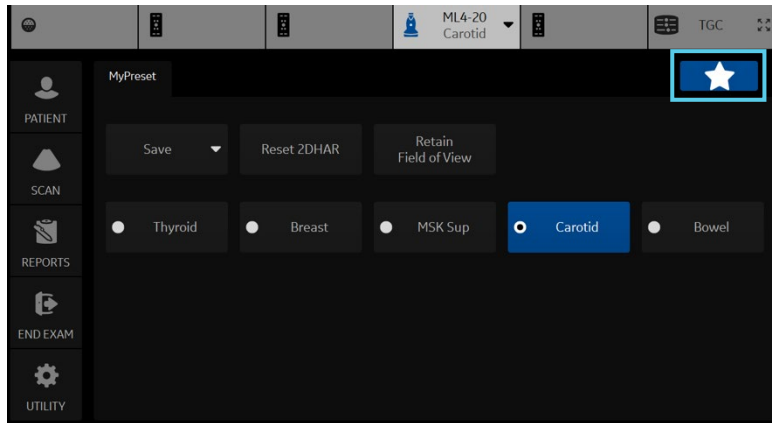 ML4-20
Carotid
TGC
MyPreset
PATIENT
Save
Reset 2DHAR
Retain
Field of View
SCAN
Thyroid
Breast
MSK Sup
Carotid
Bowel
REPORTS
END EXAM
UTILITY